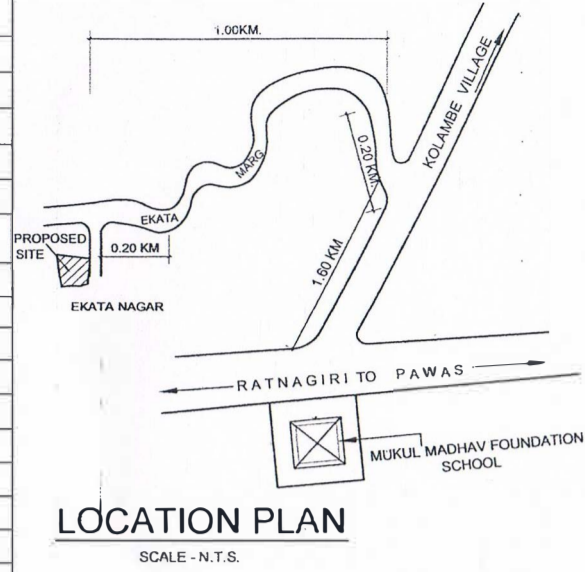 1.00KM.
KOLAMBE VILLAGE
MARG
0.20 KM.
EKATA
PROPOSED
SITE
0.20 KM
1.60 KM
EKATA NAGAR
RATNAGIRI TO PAWAS
MUKUL MADHAV FOUNDATION
SCHOOL
LOCATION PLAN
SCALE - N.T.S.